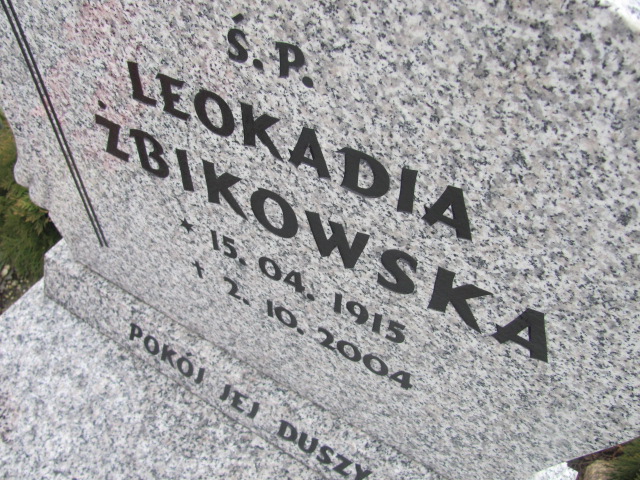 Ś.P.
LEOKADIA
ŻBIKOWSKA
* 15.04.1915
† 2.10.2004
POKÓJ JEJ DUSZY